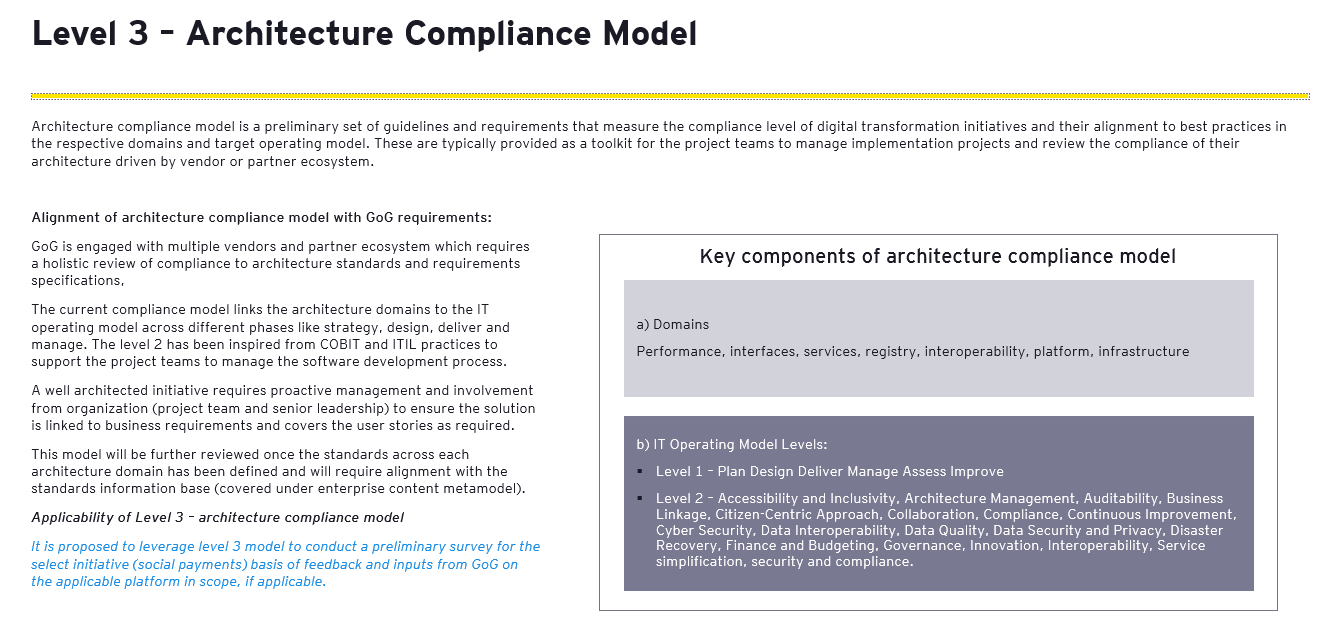 Level 3 – Architecture Compliance Model
Architecture compliance model is a preliminary set of guidelines and requirements that measure the compliance level of digital transformation initiatives and their alignment to best practices in
the respective domains and target operating model. These are typically provided as a toolkit for the project teams to manage implementation projects and review the compliance of their
architecture driven by vendor or partner ecosystem.
Alignment of architecture compliance model with GoG requirements:
GoG is engaged with multiple vendors and partner ecosystem which requires
a holistic review of compliance to architecture standards and requirements
specifications,
The current compliance model links the architecture domains to the IT
operating model across different phases like strategy, design, deliver and
manage. The level 2 has been inspired from COBIT and ITIL practices to
support the project teams to manage the software development process.
A well architected initiative requires proactive management and involvement
from organization (project team and senior leadership) to ensure the solution
is linked to business requirements and covers the user stories as required.
This model will be further reviewed once the standards across each
architecture domain has been defined and will require alignment with the
standards information base (covered under enterprise content metamodel).
Applicability of Level 3 – architecture compliance model
It is proposed to leverage level 3 model to conduct a preliminary survey for the
select initiative (social payments) basis of feedback and inputs from GoG on
the applicable platform in scope, if applicable.
Key components of architecture compliance model
a) Domains
Performance, interfaces, services, registry, interoperability, platform, infrastructure
b) IT Operating Model Levels:
▪ Level 1 – Plan Design Deliver Manage Assess Improve
▪ Level 2 – Accessibility and Inclusivity, Architecture Management, Auditability, Business
Linkage, Citizen-Centric Approach, Collaboration, Compliance, Continuous Improvement,
Cyber Security, Data Interoperability, Data Quality, Data Security and Privacy, Disaster
Recovery, Finance and Budgeting, Governance, Innovation, Interoperability, Service
simplification, security and compliance.